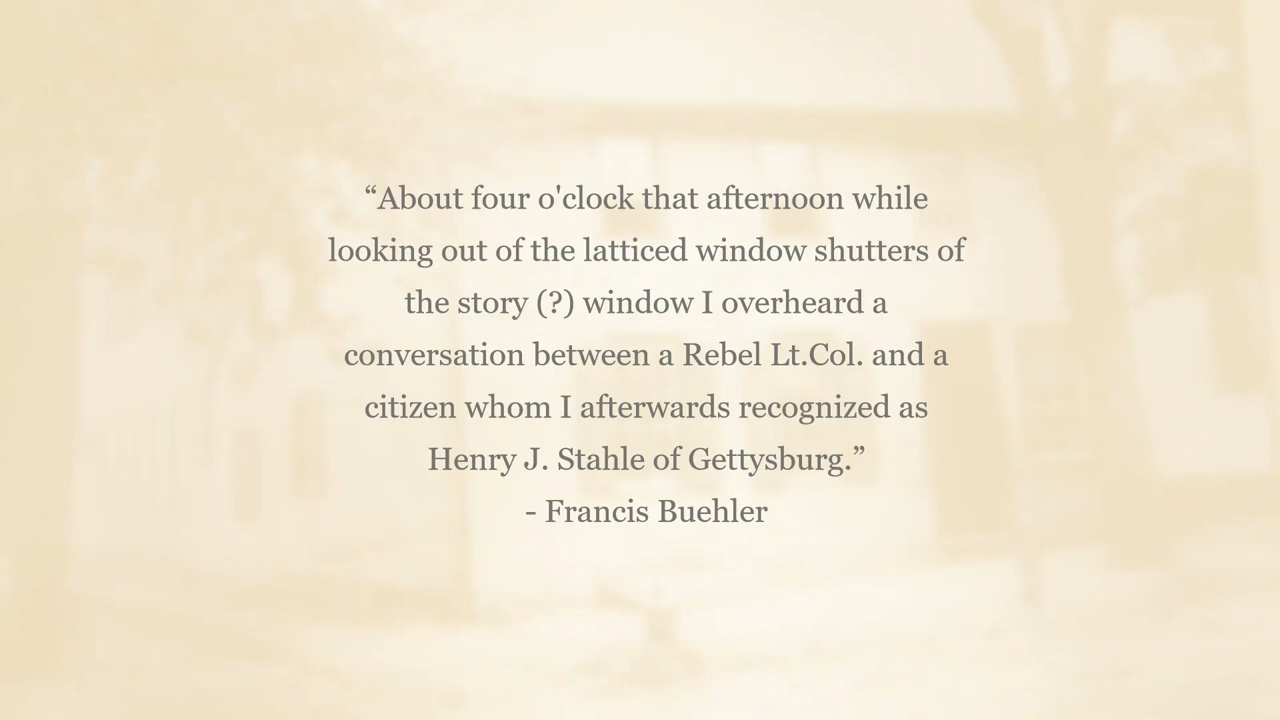 “About four o'clock that afternoon while
looking out of the latticed window shutters of
the story (?) window I overheard a
conversation between a Rebel Lt.Col. and a
citizen whom I afterwards recognized as
Henry J. Stahle of Gettysburg.”
- Francis Buehler